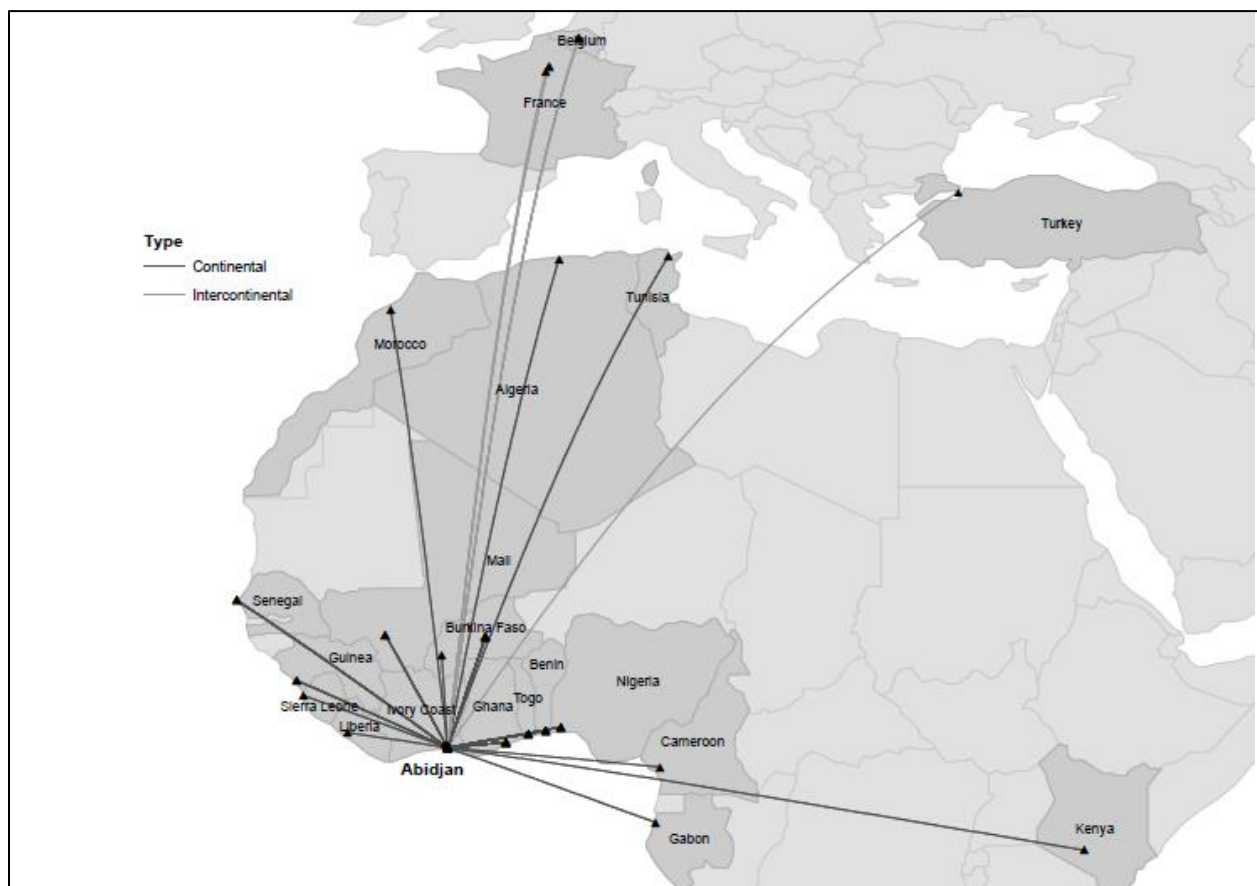 Belgium
France
Turkey
Type
Continental
Intercontinental
Tunisia
Morocco
Algeria
Mali
Senegal
Burkina Faso
Guinea
Benin
Nigeria
Togo
Ghana
Sierra Leone
Ivory Coast
Liberia
Cameroon
Abidjan
Kenya
Gabon